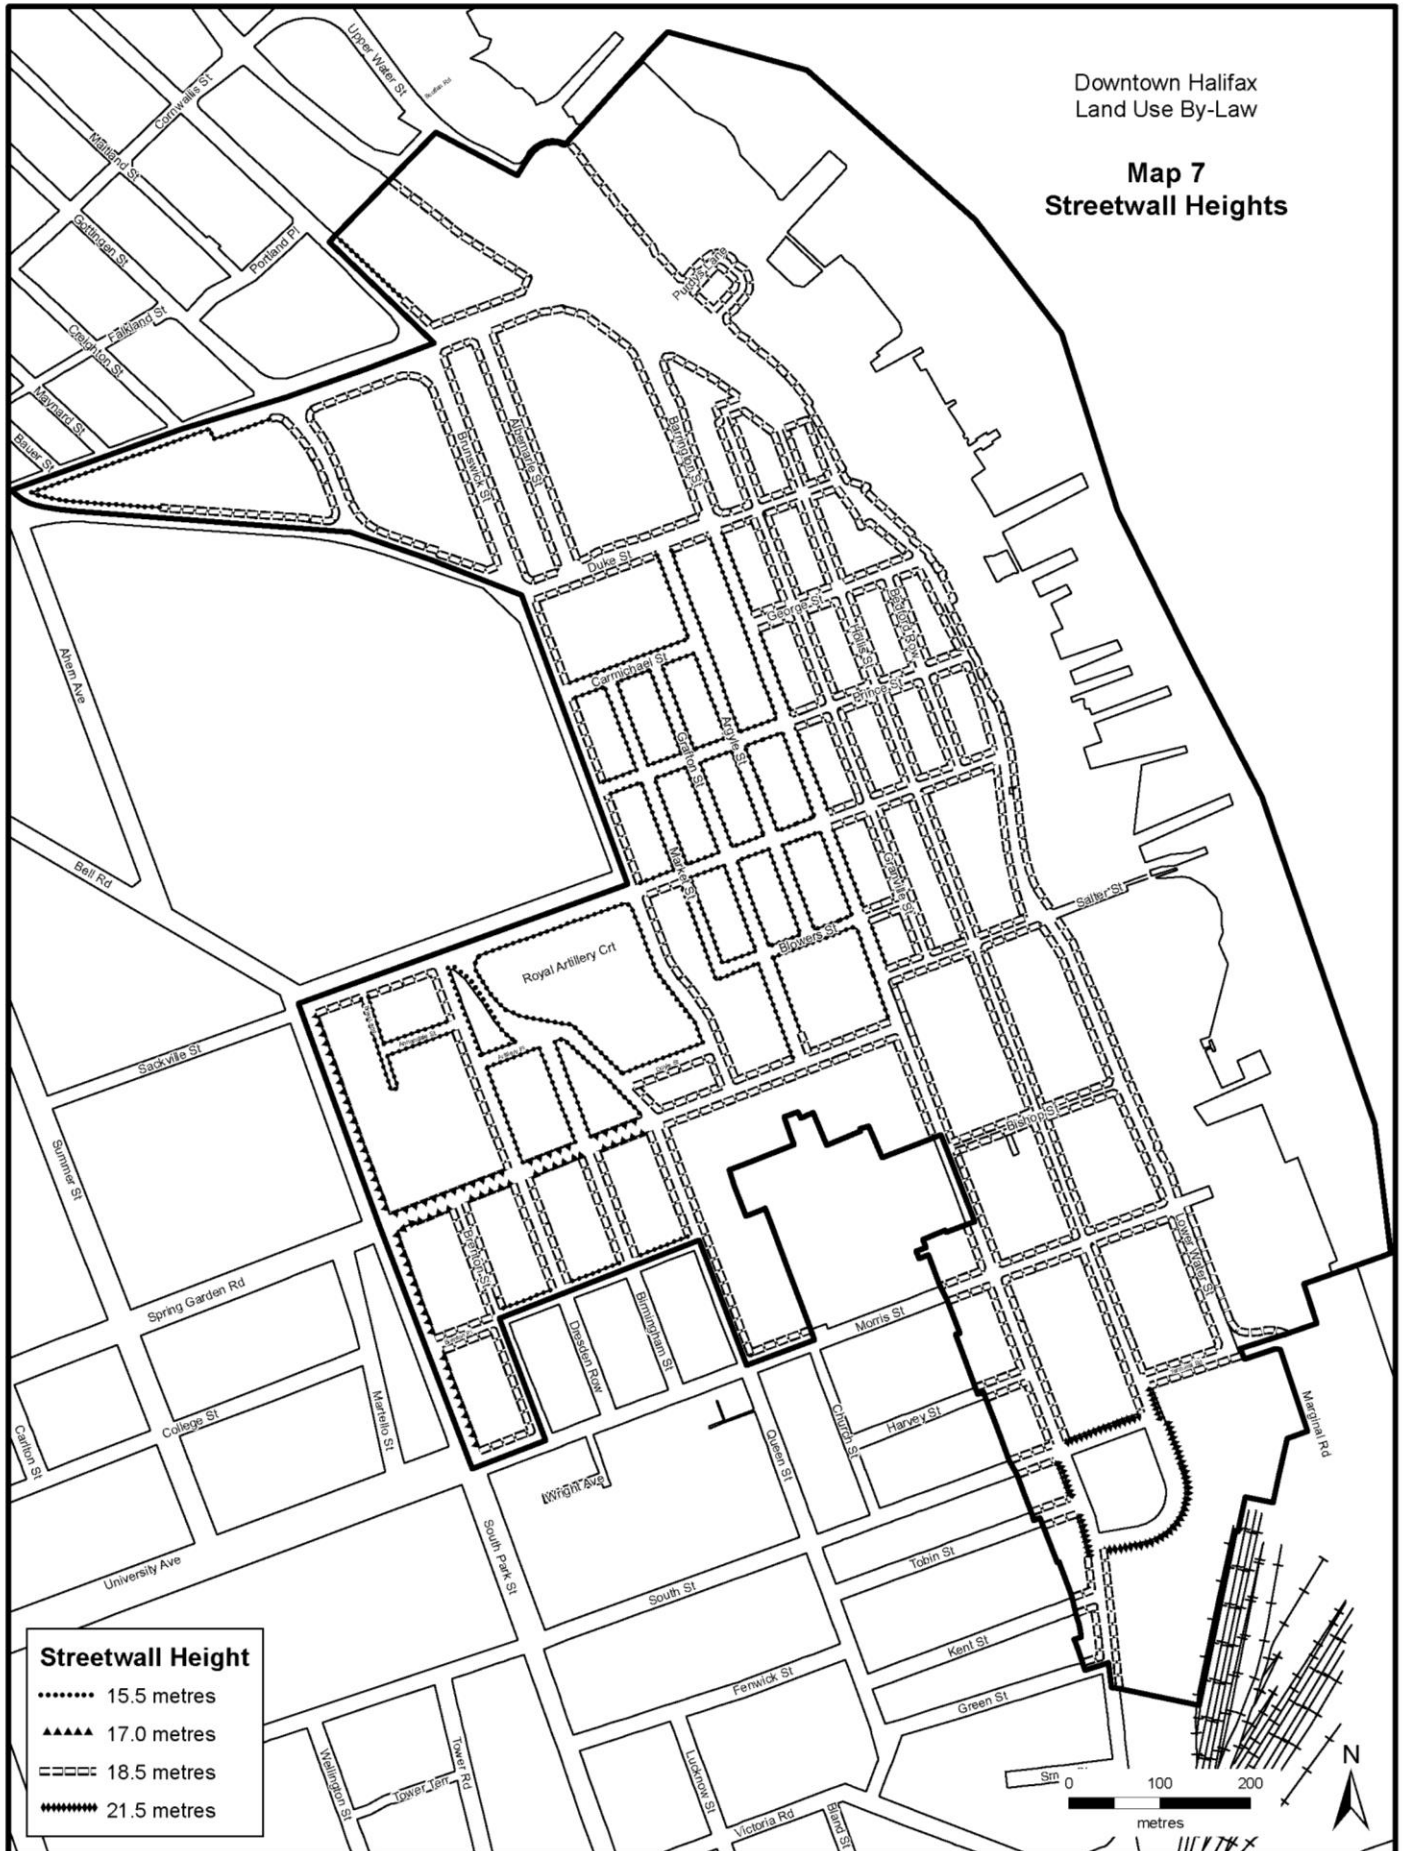 Downtown Halifax
Land Use By-Law
Map 7
Streetwall Heights
Upper Water St
Cornwallis St
Maitland St
Gottingen St
Portland Pl
Falkland St
Creighton St
Maynard St
Bauer St
Purdys Lane
Barrington St
Albemarle St
Brunswick St
Duke St
George St
Bedford Row
Hollis St
Carmichael St
Prince St
Ahern Ave
Argyle St
Grafton St
Bell Rd
Market St
Granville St
Salter St
Blowers St
Royal Artillery Crt
Sackville St
Bishop St
Summer St
Lower Water St
Brenton St
Spring Garden Rd
Birmingham St
Morris St
Dresden Row
Martello St
College St
Carlton St
Harvey St
Church St
Queen St
Marginal Rd
Wright Ave
South Park St
University Ave
Tobin St
South St
Kent St
Fenwick St
Green St
Wellington St
Tower Rd
Tower Terr
Lucknow St
Victoria Rd
Bland St
Streetwall Height
15.5 metres
17.0 metres
18.5 metres
21.5 metres
N
0 100 200
metres